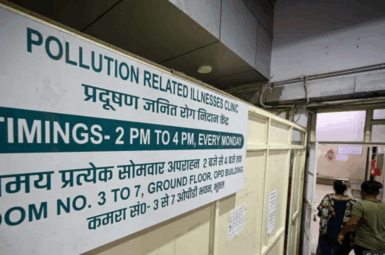 POLLUTION RELATED ILLNESSES CLINIC
प्रदूषण जनित रोग निदान केंद्र
TIMINGS- 2 PM TO 4 PM, EVERY MONDAY
समय प्रत्येक सोमवार अपराहन 2 बजे से 4 बजे तक
ROOM NO. 3 TO 7, GROUND FLOOR, OPD BUILDING
कमरा सं0- 3 से 7 ओपीडी भवन, भूतल